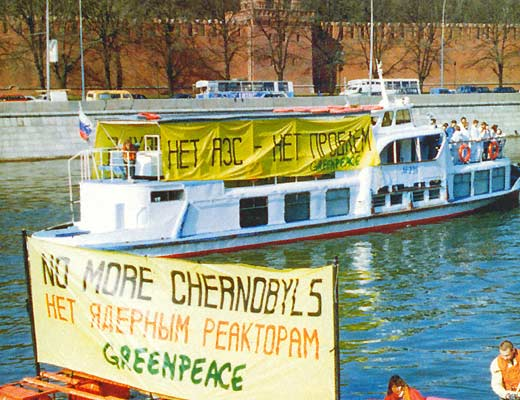 НЕТ АЭС - НЕТ ПРОБЛЕМ
GREENPEACE
NO MORE CHERNOBYLS
НЕТ ЯДЕРНЫМ РЕАКТОРАМ
GREENPEACE